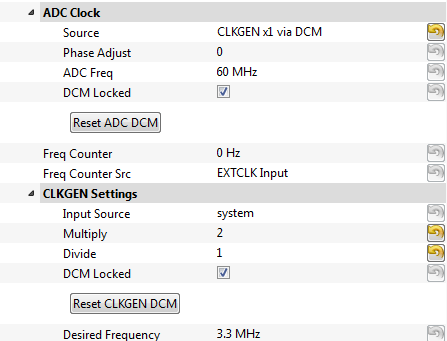 ADC Clock
Source CLKGEN x1 via DCM
Phase Adjust 0
ADC Freq 60 MHz
DCM Locked
Reset ADC DCM
Freq Counter 0 Hz
Freq Counter Src EXTCLK Input
CLKGEN Settings
Input Source system
Multiply 2
Divide 1
DCM Locked
Reset CLKGEN DCM
Desired Frequency 3.3 MHz